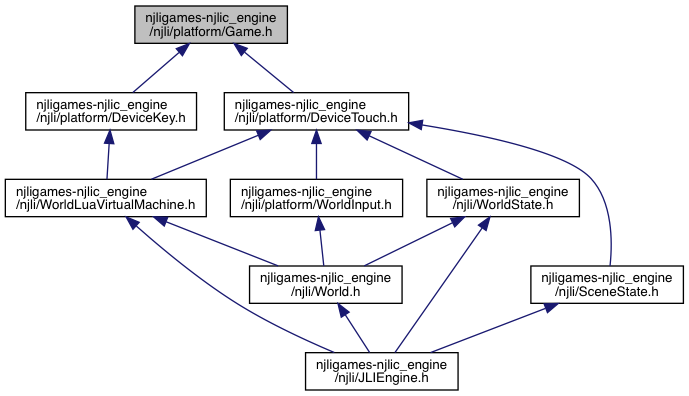 njligames-njlic_engine
/njli/platform/Game.h
njligames-njlic_engine
/njli/platform/DeviceKey.h
njligames-njlic_engine
/njli/platform/DeviceTouch.h
njligames-njlic_engine
/njli/WorldLuaVirtualMachine.h
njligames-njlic_engine
/njli/platform/WorldInput.h
njligames-njlic_engine
/njli/WorldState.h
njligames-njlic_engine
/njli/World.h
njligames-njlic_engine
/njli/SceneState.h
njligames-njlic_engine
/njli/JLIEngine.h